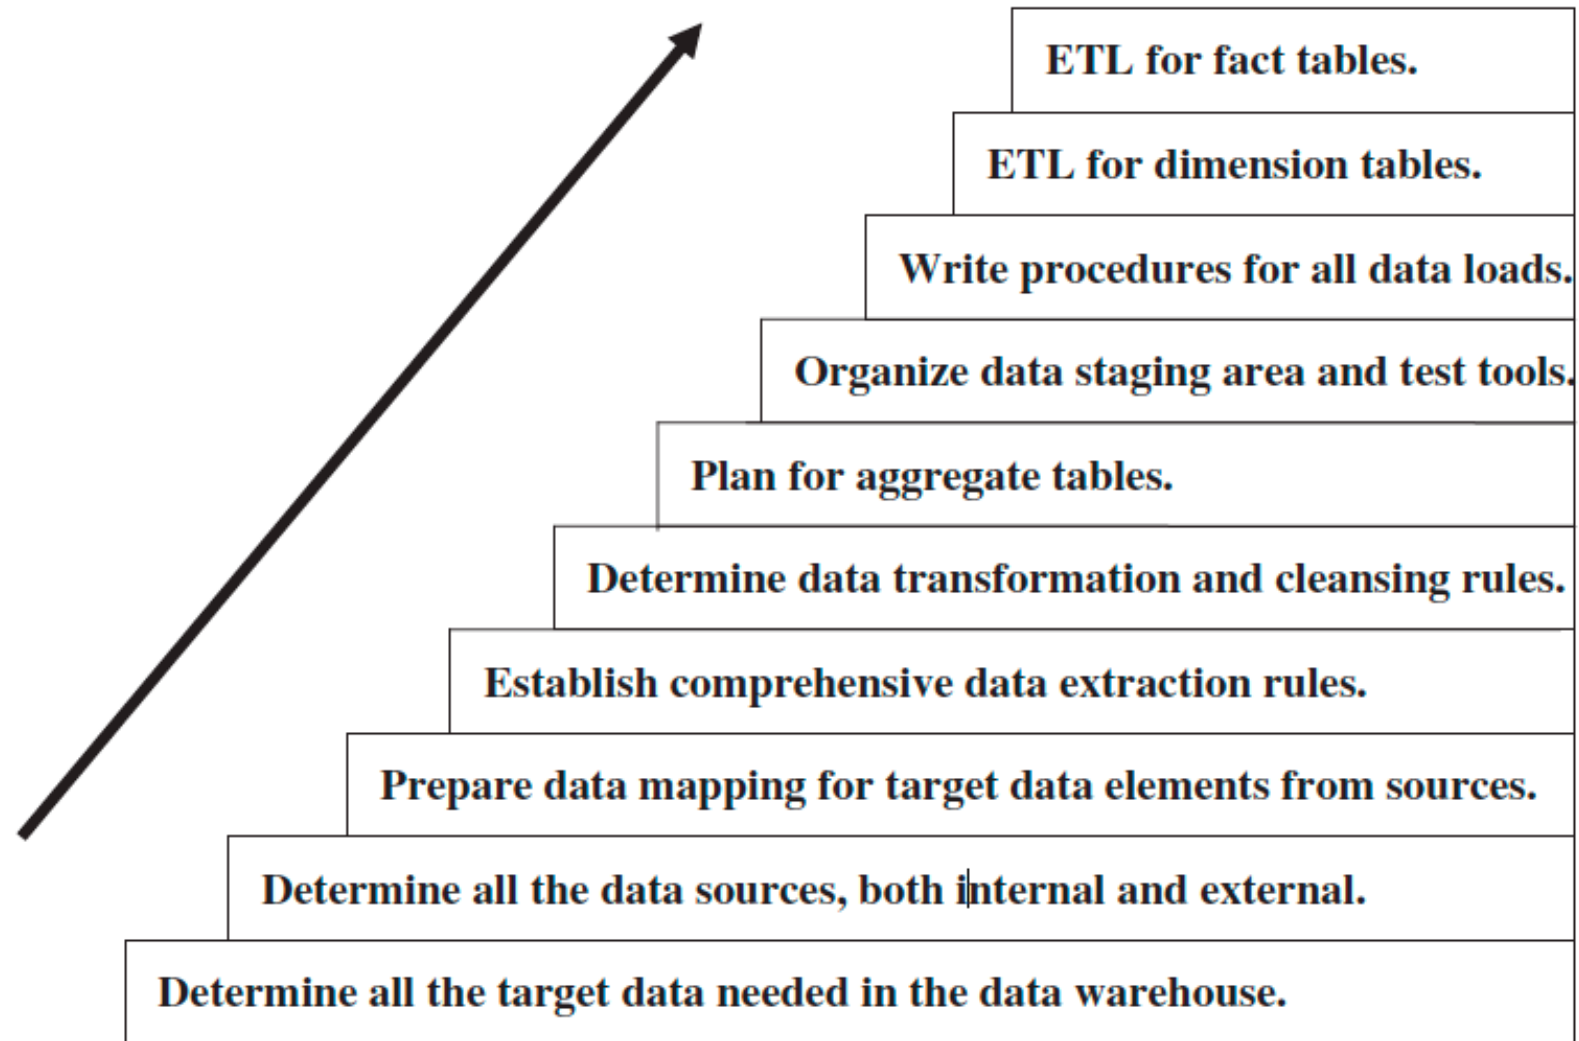 ETL for fact tables.
ETL for dimension tables.
Write procedures for all data loads.
Organize data staging area and test tools.
Plan for aggregate tables.
Determine data transformation and cleansing rules.
Establish comprehensive data extraction rules.
Prepare data mapping for target data elements from sources.
Determine all the data sources, both internal and external.
Determine all the target data needed in the data warehouse.